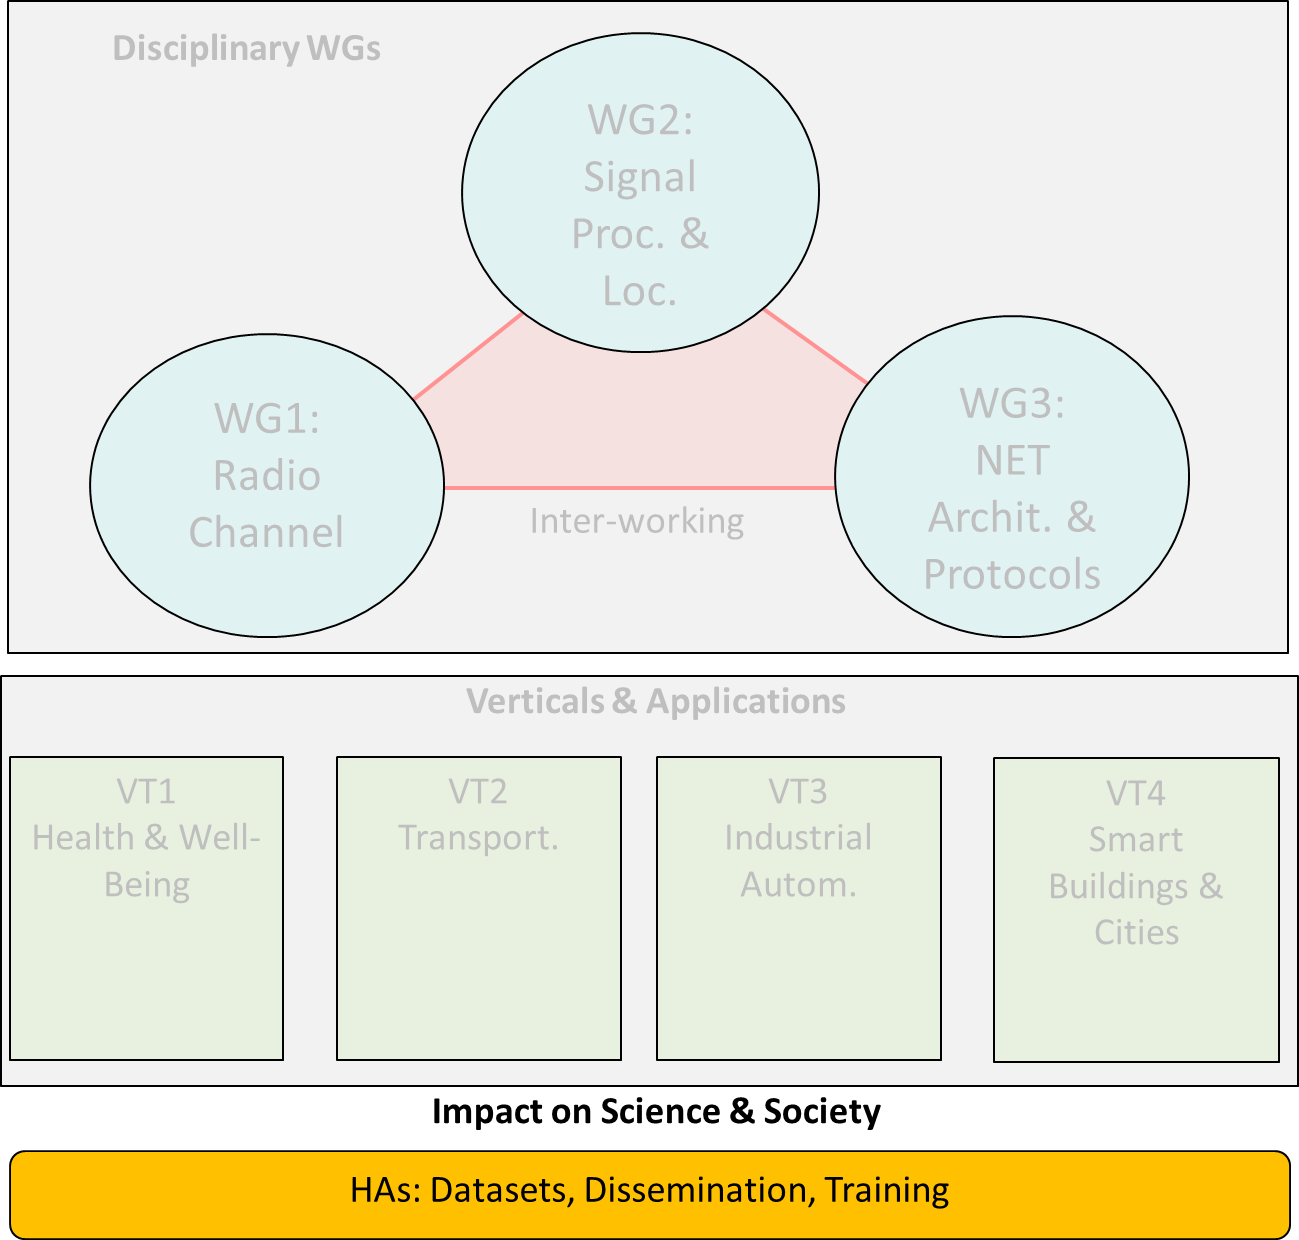 Disciplinary WGs
WG2:
Signal
Proc. &
Loc.
WG1:
Radio
Channel
WG3:
NET
Archit. &
Protocols
Inter-working
Verticals & Applications
VT1
Health & Well-
Being
VT2
Transport.
VT3
Industrial
Autom.
VT4
Smart
Buildings &
Cities
Impact on Science & Society
HAs: Datasets, Dissemination, Training